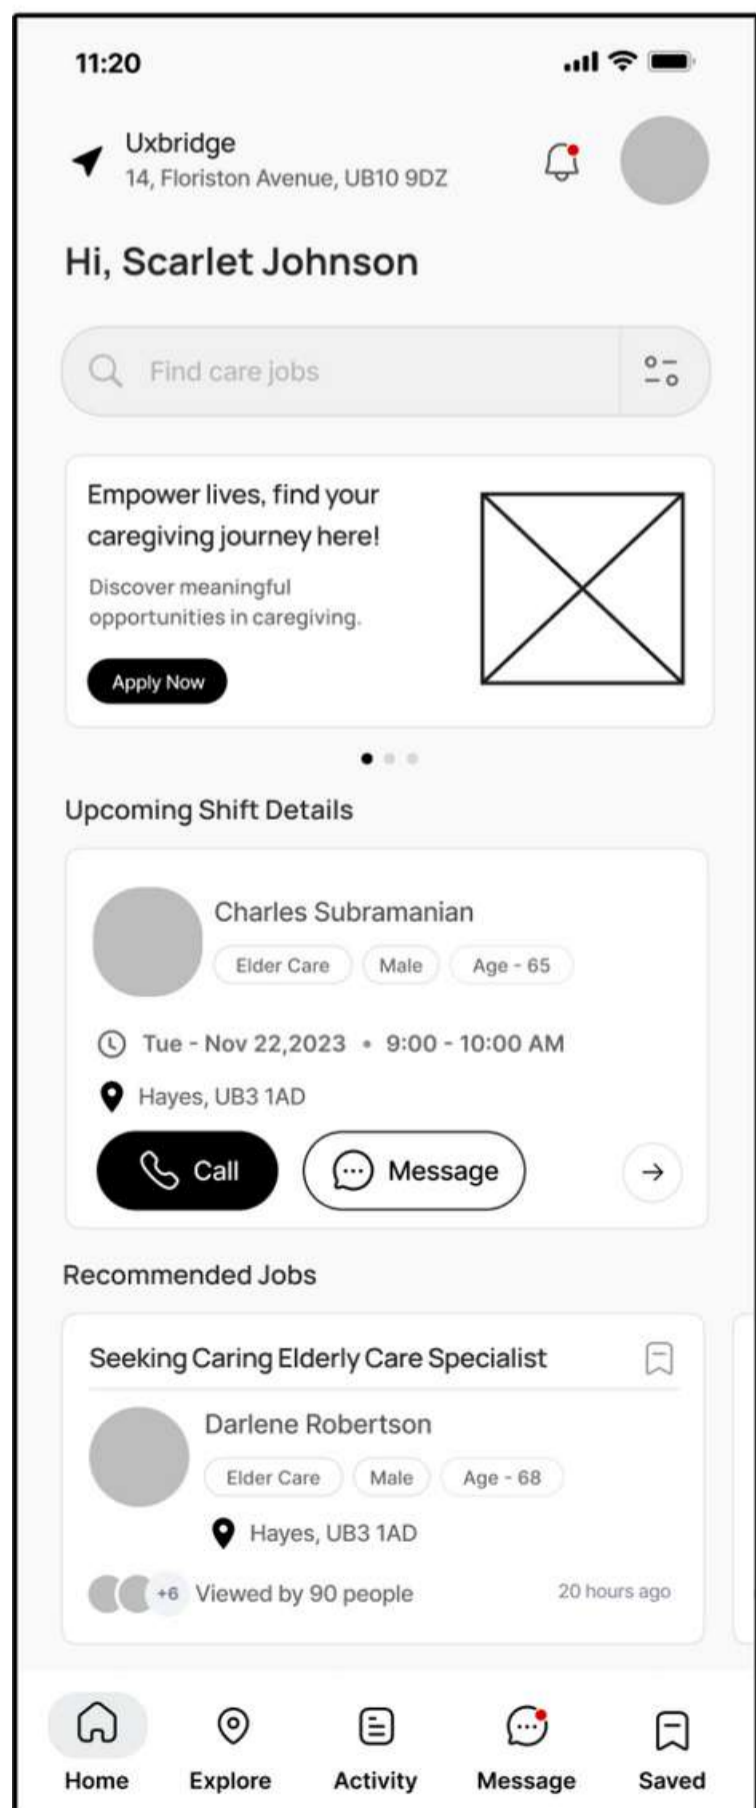 11:20
Uxbridge
14, Floriston Avenue, UB10 9DZ
Hi, Scarlet Johnson
Find care jobs
Empower lives, find your
caregiving journey here!
Discover meaningful
opportunities in caregiving.
Apply Now
Upcoming Shift Details
Charles Subramanian
Elder Care Male Age - 65
Tue - Nov 22,2023 • 9:00 - 10:00 AM
Hayes, UB3 1AD
Call Message
Recommended Jobs
Seeking Caring Elderly Care Specialist
Darlene Robertson
Elder Care Male Age - 68
Hayes, UB3 1AD
+6 Viewed by 90 people 20 hours ago
Home Explore Activity Message Saved